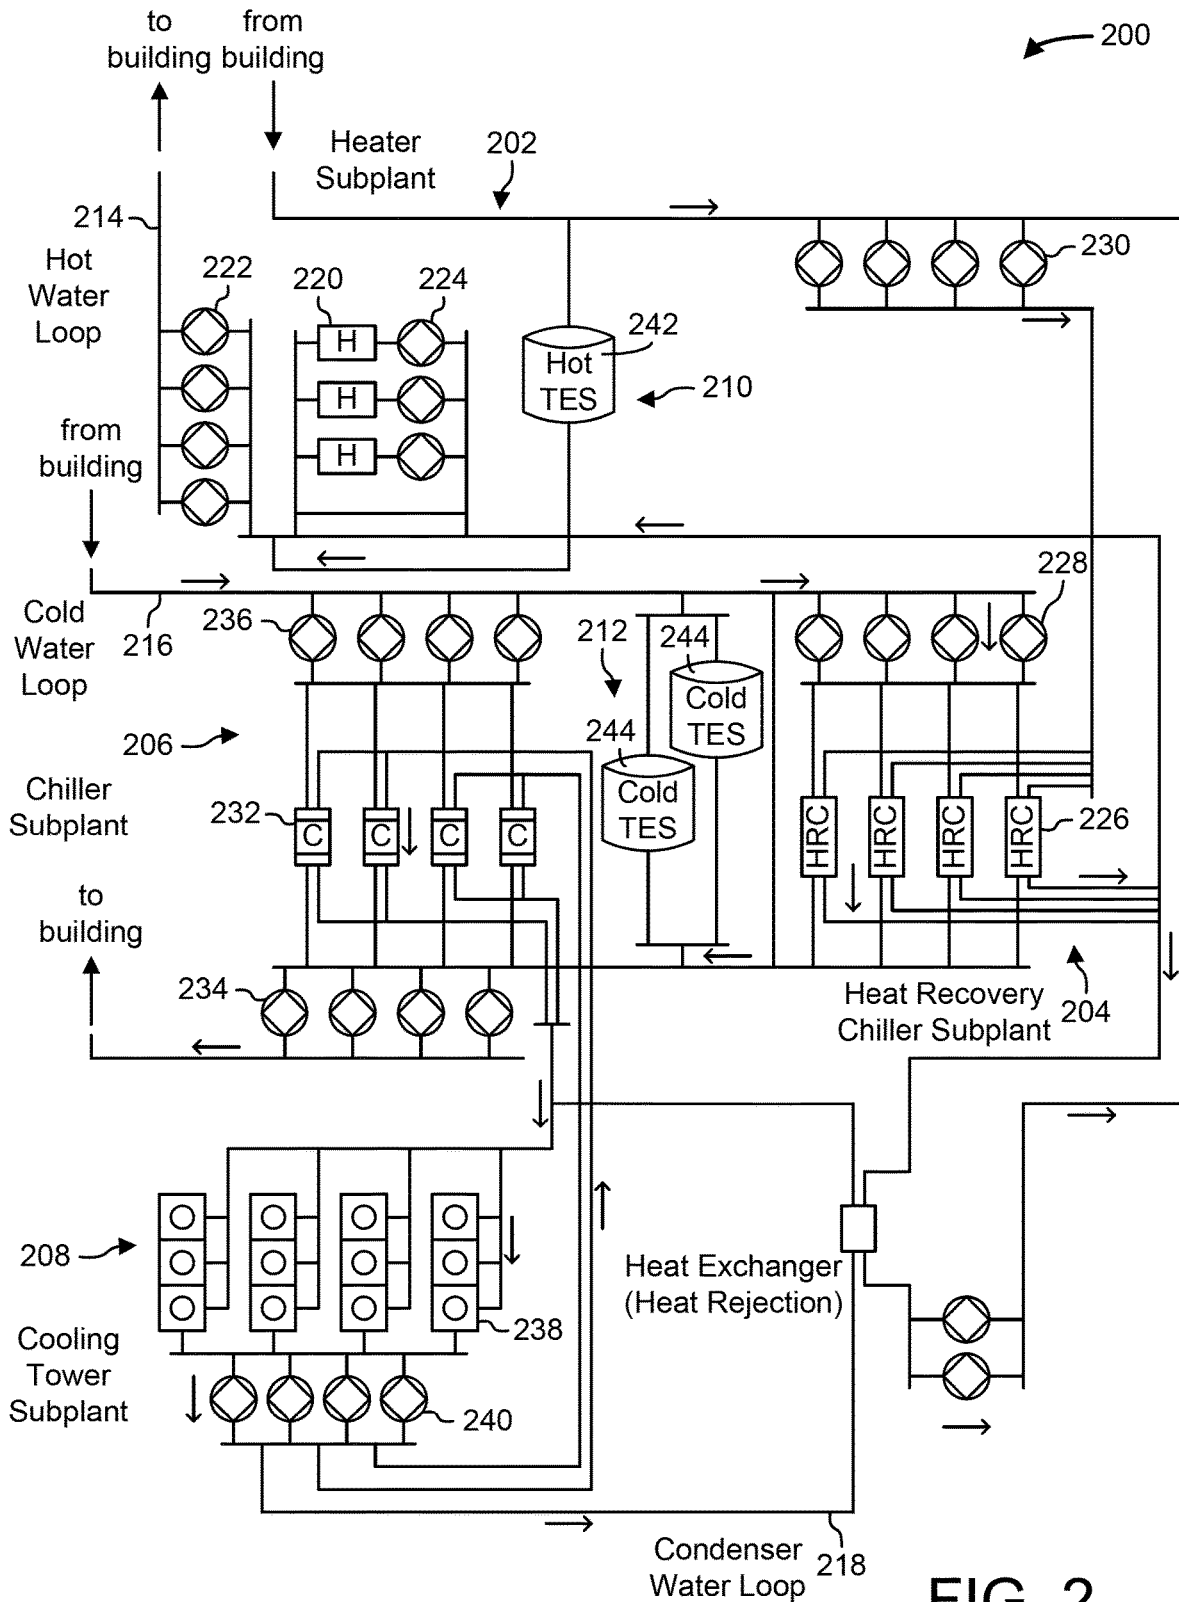 to
building
from
building
200
Heater
Subplant
202
214
Hot
Water
Loop
222
220
224
230
H
H
H
242
Hot
TES
210
from
building
228
Cold
Water
Loop
216
236
212
244
Cold
TES
244
Cold
TES
206
Chiller
Subplant
232
C
C
C
C
HRC
HRC
HRC
HRC
226
to
building
234
Heat Recovery
Chiller Subplant
204
208
238
Heat Exchanger
(Heat Rejection)
Cooling
Tower
Subplant
240
Condenser
Water Loop
218
FIG. 2